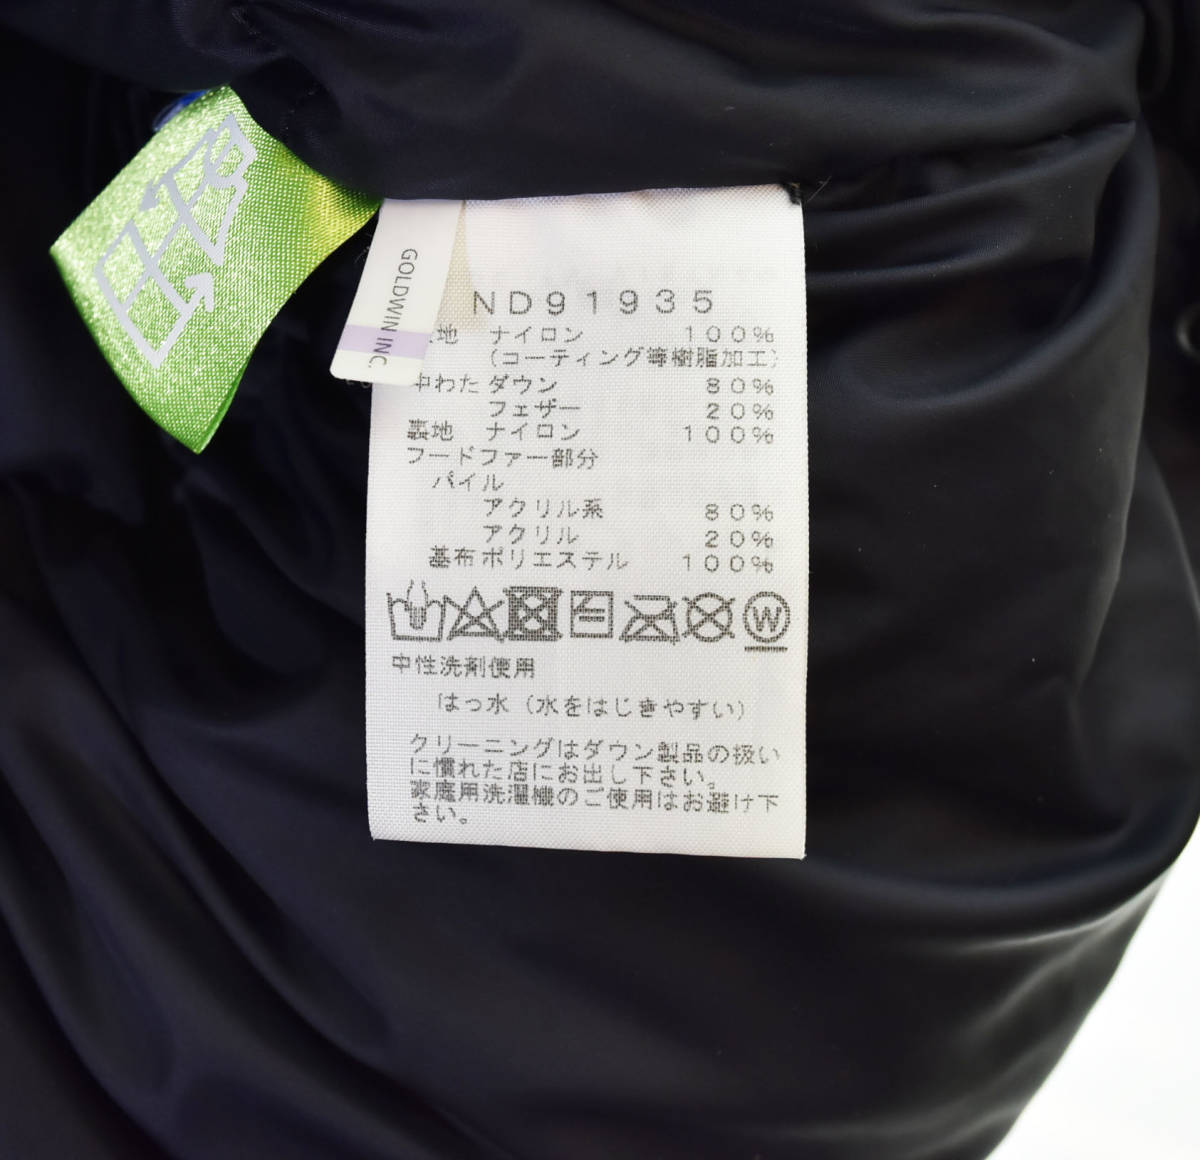 GOLDWIN INC.
ND91935
地 ナイロン 100%
(コーティング等樹脂加工)
中わた ダウン 80%
フェザー 20%
裏地 ナイロン 100%
フードファー部分
パイル
アクリル系 80%
アクリル 20%
基布 ポリエステル 100%
W
中性洗剤使用
はっ水(水をはじきやすい)
クリーニングはダウン製品の扱い
に慣れた店にお出し下さい。
家庭用洗濯機のご使用はお避け下
さい。